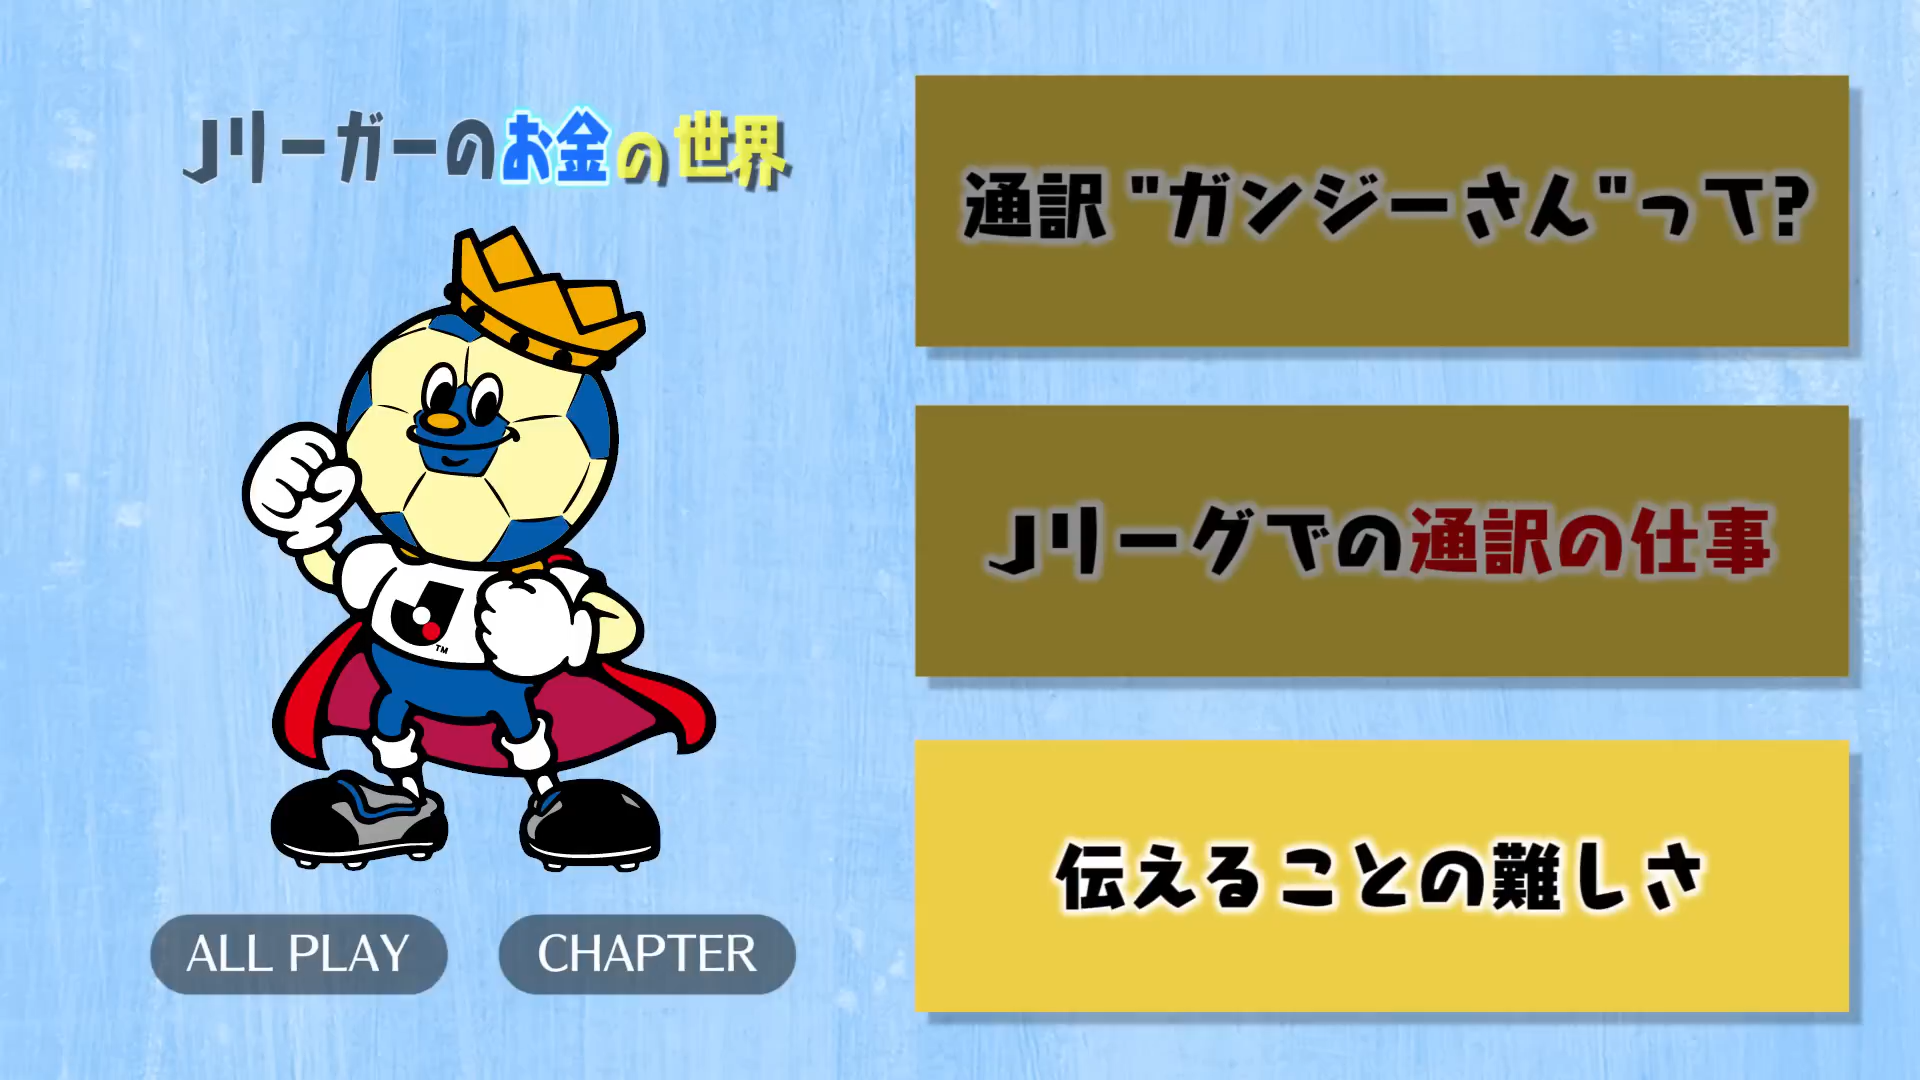 Jリーガーのお金の世界
TM
ALL PLAY
CHAPTER
通訳 "ガンジーさん"って?
Jリーグでの通訳の仕事
伝えることの難しさ